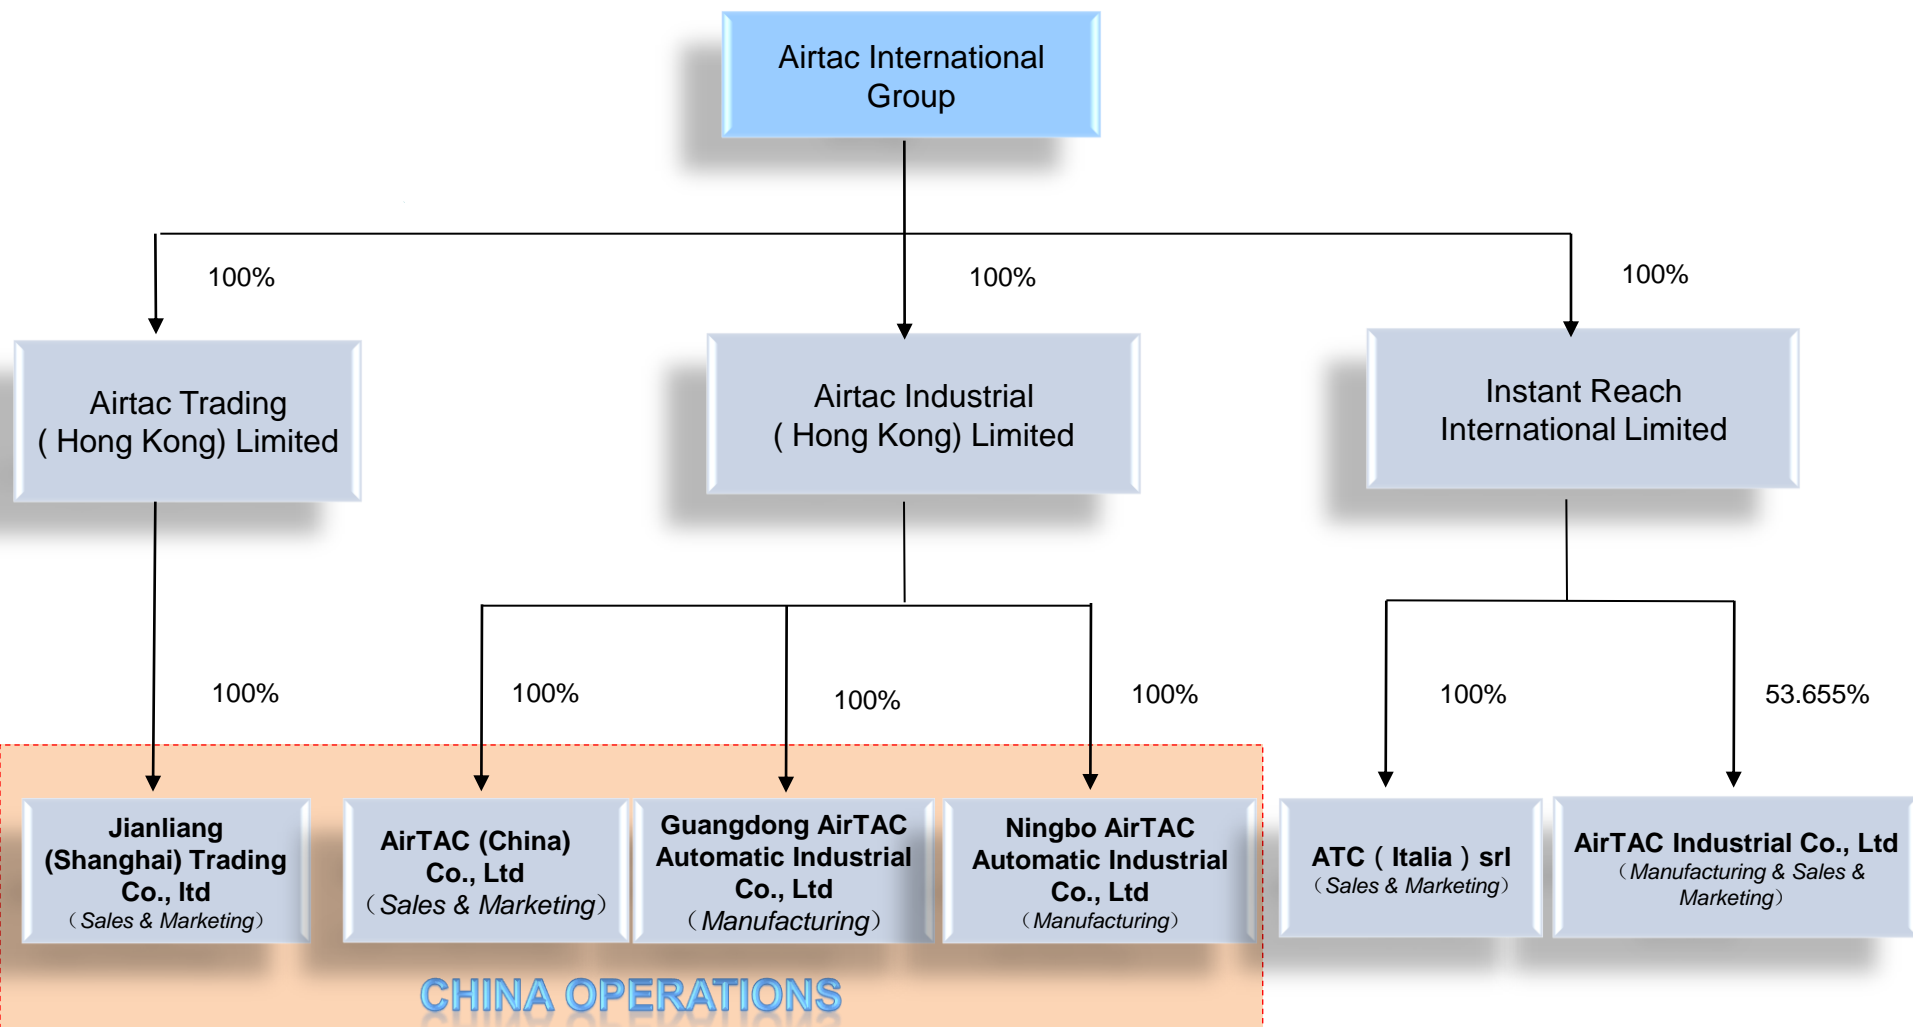 Airtac International
Group
100%
100%
100%
Airtac Trading
( Hong Kong) Limited
Airtac Industrial
( Hong Kong) Limited
Instant Reach
International Limited
100%
100%
100%
100%
100%
53.655%
Jianliang
(Shanghai) Trading
Co., ltd
（Sales & Marketing）
AirTAC (China)
Co., Ltd
（Sales & Marketing）
Guangdong AirTAC
Automatic Industrial
Co., Ltd
（Manufacturing）
Ningbo AirTAC
Automatic Industrial
Co., Ltd
（Manufacturing）
ATC ( Italia ) srl
（Sales & Marketing）
AirTAC Industrial Co., Ltd
（Manufacturing & Sales &
Marketing）
CHINA OPERATIONS